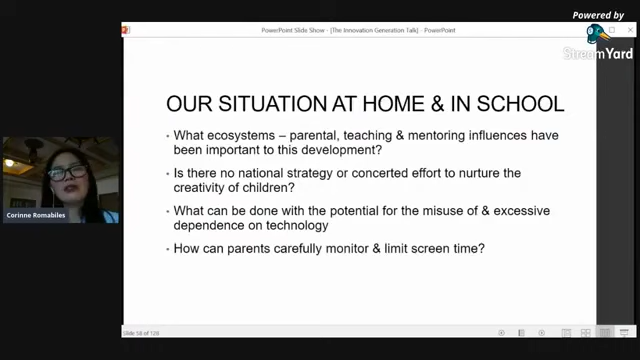 Powered by
PowerPoint Slide Show - [The Innovation Generation Talk] - PowerPoint
StreamYard
OUR SITUATION AT HOME & IN SCHOOL
• What ecosystems – parental, teaching & mentoring influences have
been important to this development?
• Is there no national strategy or concerted effort to nurture the
creativity of children?
• What can be done with the potential for the misuse of & excessive
dependence on technology
• How can parents carefully monitor & limit screen time?
Corinne Romabiles
Slide 58 of 128